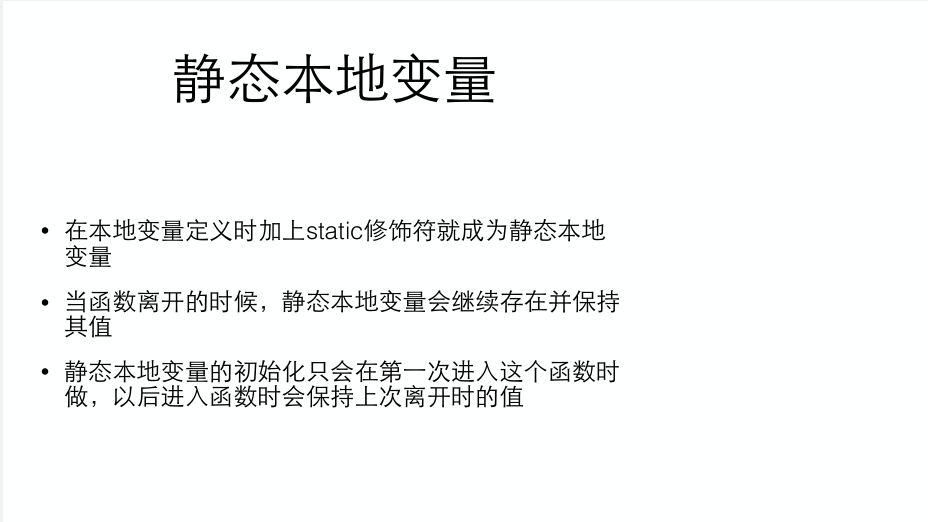 静态本地变量
• 在本地变量定义时加上static修饰符就成为静态本地
变量
• 当函数离开的时候，静态本地变量会继续存在并保持
其值
• 静态本地变量的初始化只会在第一次进入这个函数时
做，以后进入函数时会保持上次离开时的值